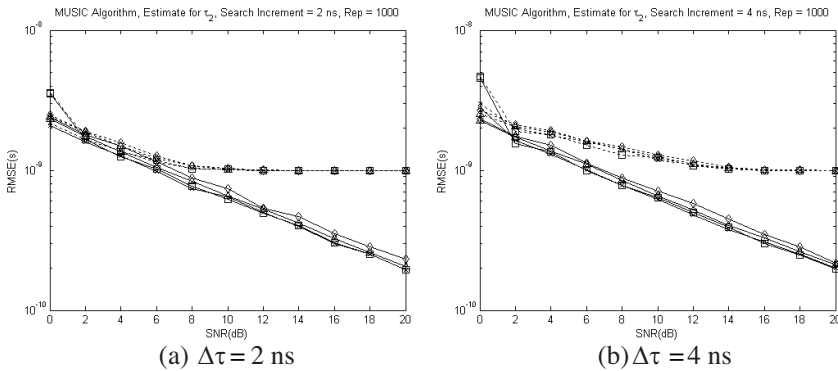 MUSIC Algorithm, Estimate for τ₂, Search Increment = 2 ns, Rep = 1000
10⁻⁸
10⁻⁹
10⁻¹⁰
RMSE(s)
0 2 4 6 8 10 12 14 16 18 20
SNR(dB)
(a) Δτ = 2 ns
MUSIC Algorithm, Estimate for τ₂, Search Increment = 4 ns, Rep = 1000
10⁻⁸
10⁻⁹
10⁻¹⁰
RMSE(s)
0 2 4 6 8 10 12 14 16 18 20
SNR(dB)
(b) Δτ = 4 ns